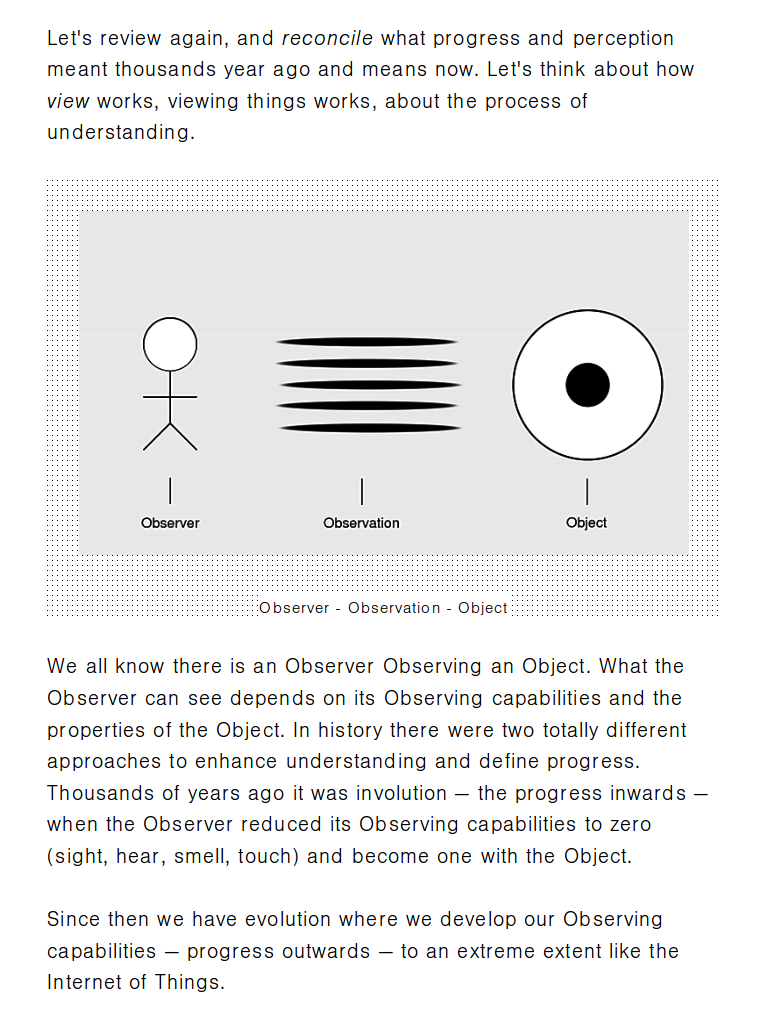 Let's review again, and reconcile what progress and perception
meant thousands year ago and means now. Let's think about how
view works, viewing things works, about the process of
understanding.
Observer
Observation
Object
Observer - Observation - Object
We all know there is an Observer Observing an Object. What the
Observer can see depends on its Observing capabilities and the
properties of the Object. In history there were two totally different
approaches to enhance understanding and define progress.
Thousands of years ago it was involution — the progress inwards —
when the Observer reduced its Observing capabilities to zero
(sight, hear, smell, touch) and become one with the Object.
Since then we have evolution where we develop our Observing
capabilities — progress outwards — to an extreme extent like the
Internet of Things.